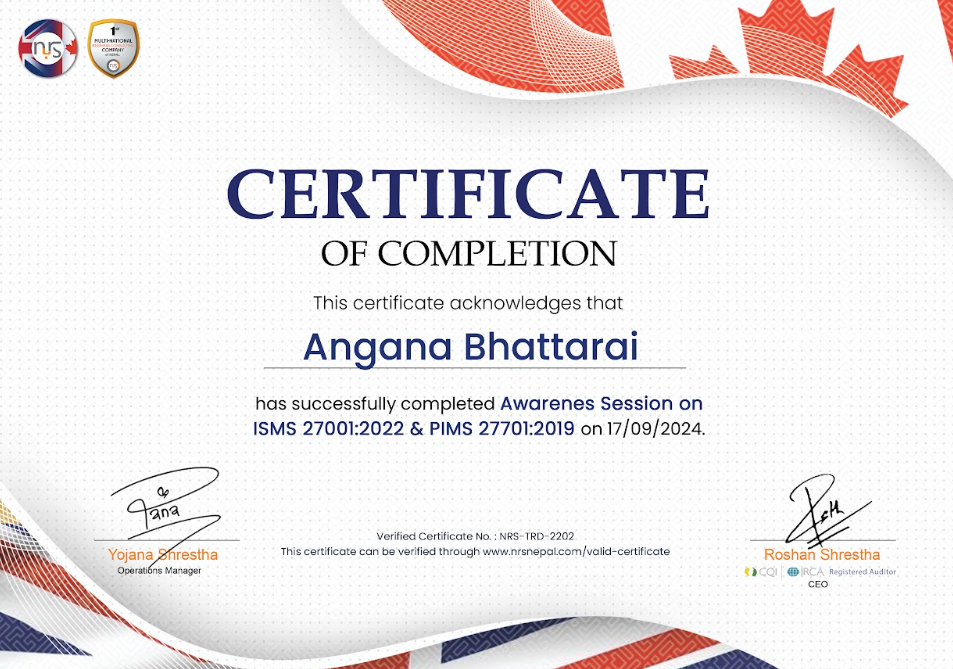 nrs
1st
MULTI-NATIONAL
COMPANY
CERTIFICATE
OF COMPLETION
This certificate acknowledges that
Angana Bhattarai
has successfully completed Awarenes Session on
ISMS 27001:2022 & PIMS 27701:2019 on 17/09/2024.
Verified Certificate No. : NRS-TRD-2202
This certificate can be verified through www.nrsnepal.com/valid-certificate
Yojana Shrestha
Operations Manager
Roshan Shrestha
CQI | IRCA Registered Auditor
CEO